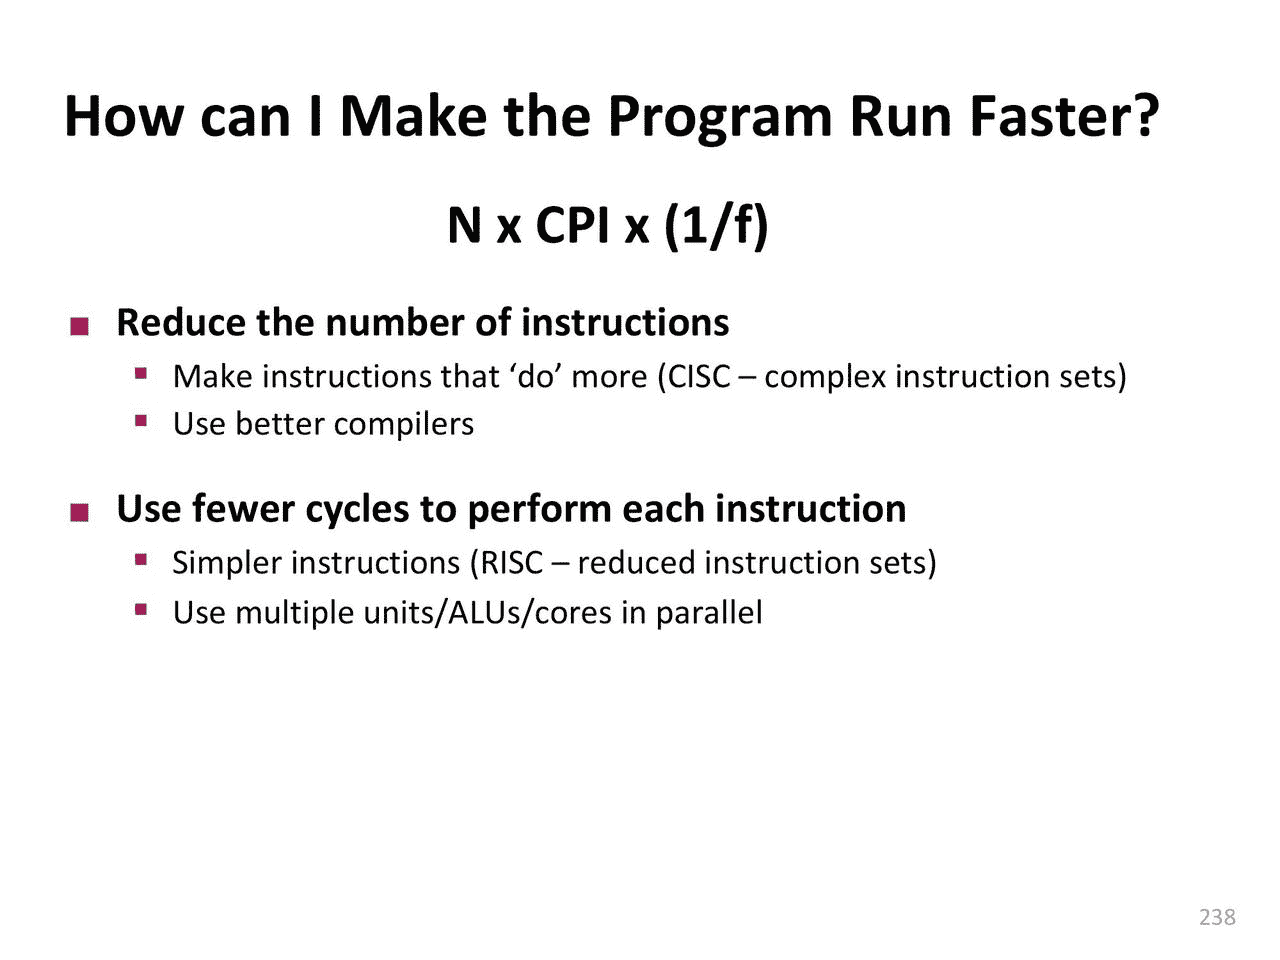 How can I Make the Program Run Faster?
N x CPI x (1/f)
■ Reduce the number of instructions
▪ Make instructions that ‘do’ more (CISC – complex instruction sets)
▪ Use better compilers
■ Use fewer cycles to perform each instruction
▪ Simpler instructions (RISC – reduced instruction sets)
▪ Use multiple units/ALUs/cores in parallel
238